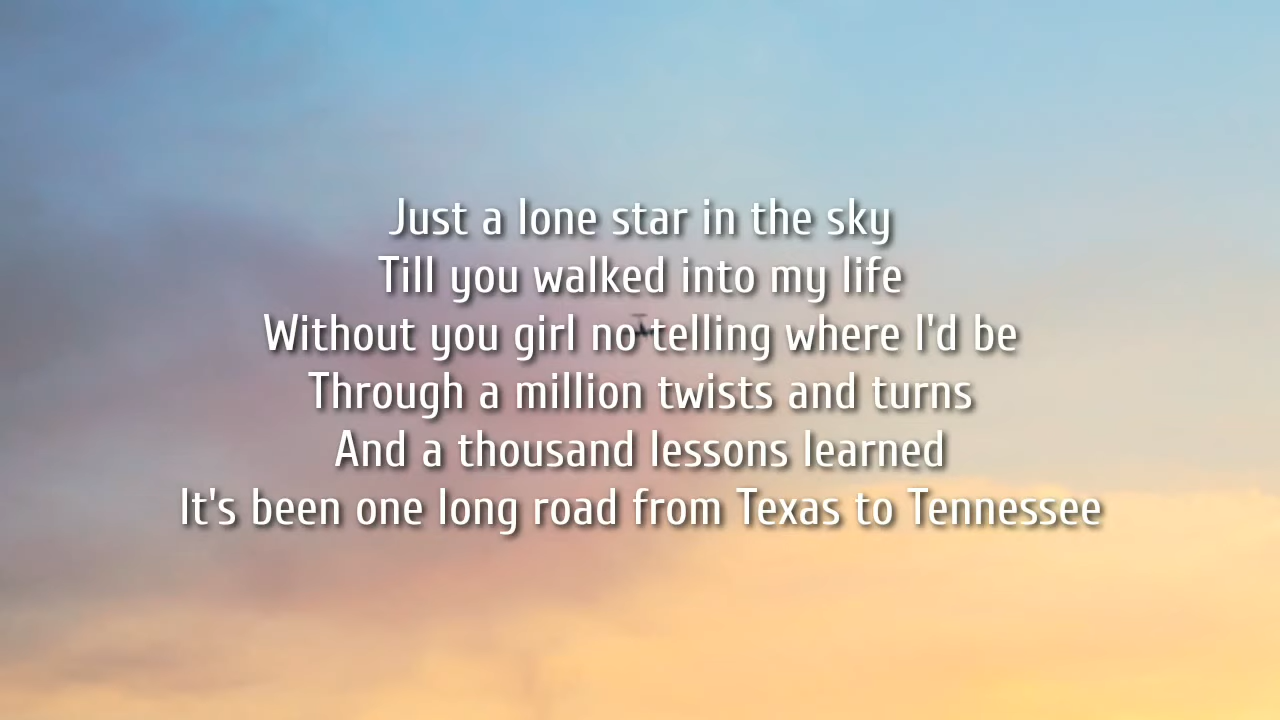 Just a lone star in the sky
Till you walked into my life
Without you girl no telling where I'd be
Through a million twists and turns
And a thousand lessons learned
It's been one long road from Texas to Tennessee